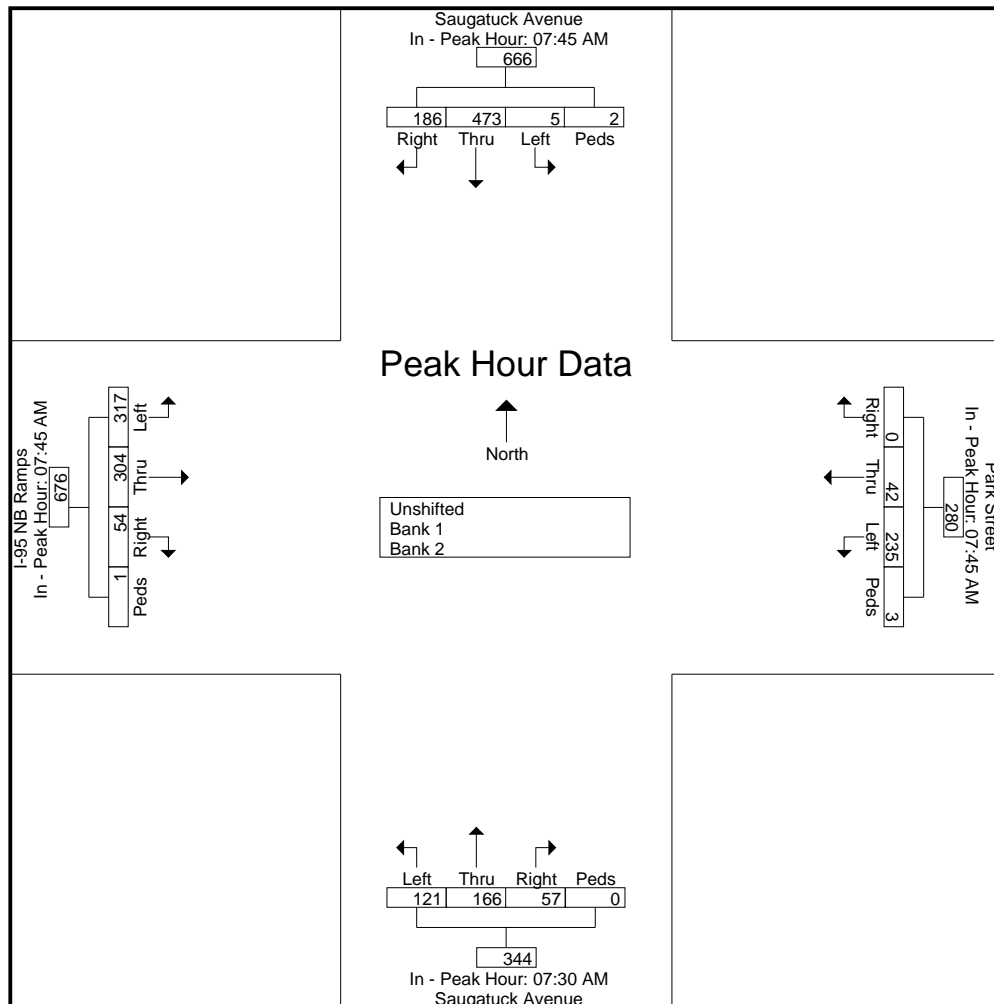 Saugatuck Avenue
In - Peak Hour: 07:45 AM
666
186 473 5 2
Right Thru Left Peds
Peak Hour Data
North
Unshifted
Bank 1
Bank 2
I-95 NB Ramps
In - Peak Hour: 07:45 AM
676
317 304 54 1
Left Thru Right Peds
Park Street
In - Peak Hour: 07:45 AM
280
0 42 235 3
Right Thru Left Peds
Left Thru Right Peds
121 166 57 0
344
In - Peak Hour: 07:30 AM
Saugatuck Avenue